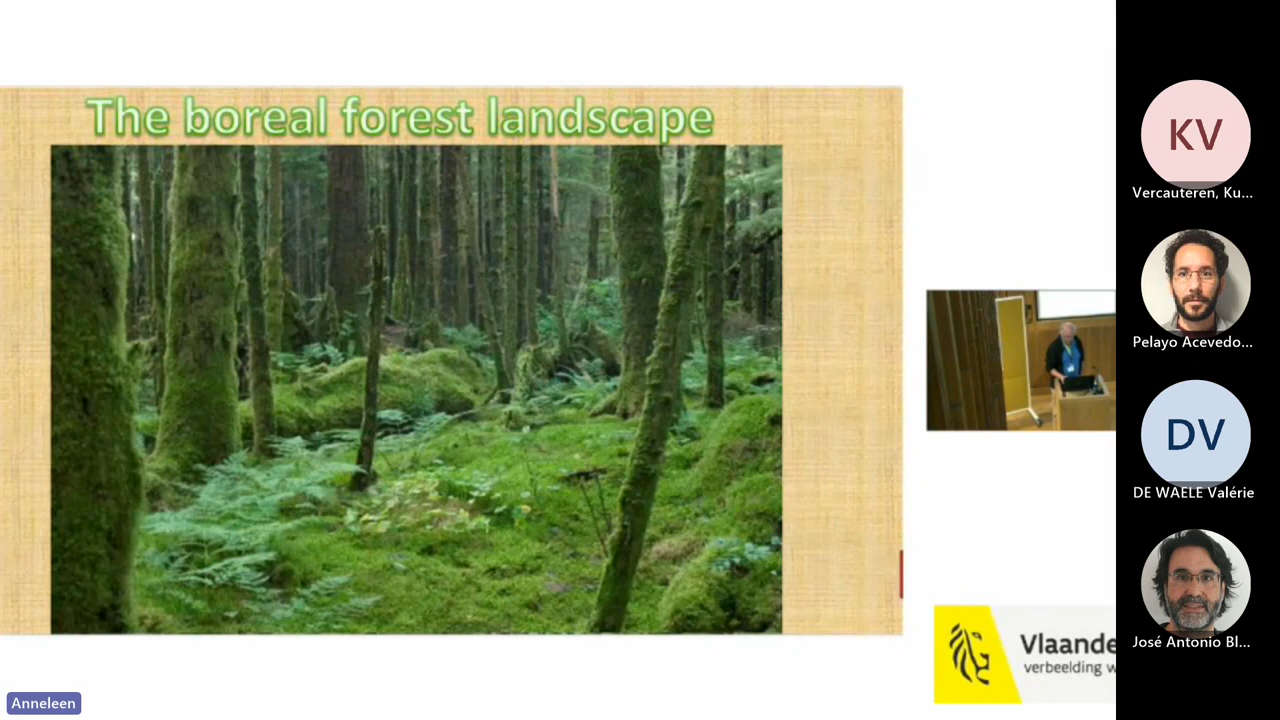 The boreal forest landscape
KV
Vercauteren, Ku...
Pelayo Acevedo...
DV
DE WAELE Valérie
José Antonio Bl...
Vlaande
verbeelding w
Anneleen